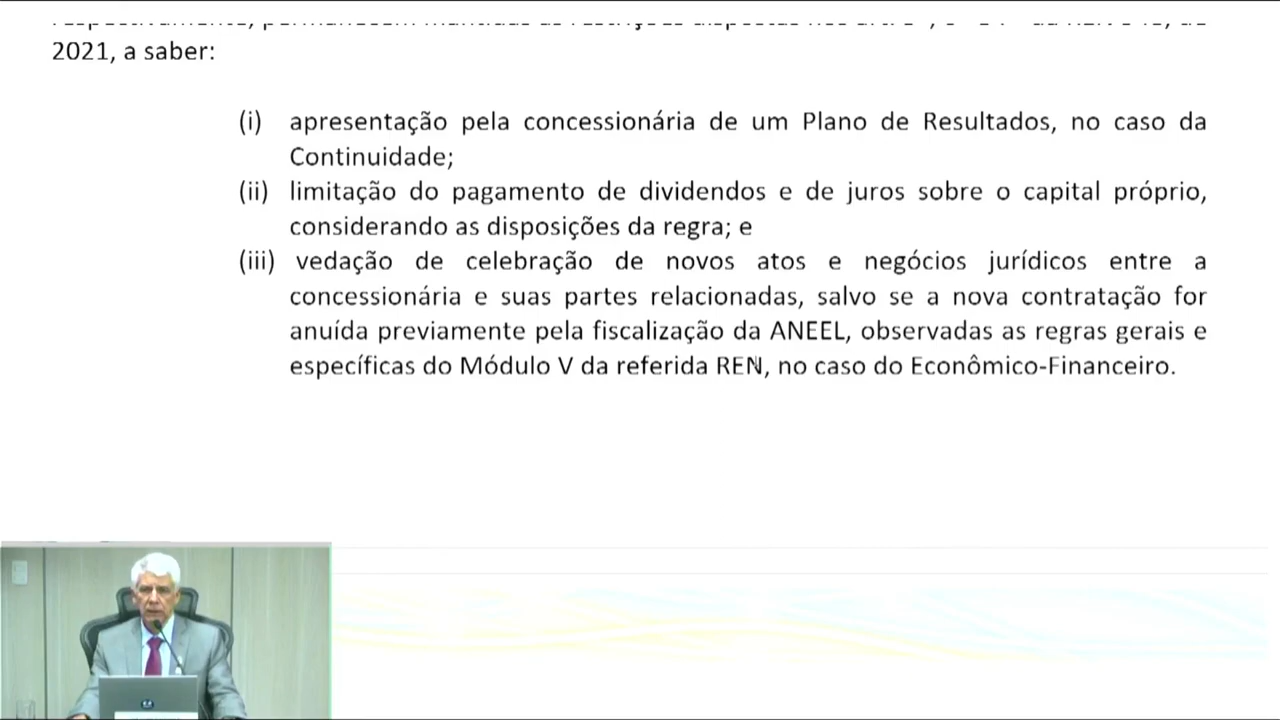 2021, a saber:
(i) apresentação pela concessionária de um Plano de Resultados, no caso da
Continuidade;
(ii) limitação do pagamento de dividendos e de juros sobre o capital próprio,
considerando as disposições da regra; e
(iii) vedação de celebração de novos atos e negócios jurídicos entre a
concessionária e suas partes relacionadas, salvo se a nova contratação for
anuída previamente pela fiscalização da ANEEL, observadas as regras gerais e
específicas do Módulo V da referida REN, no caso do Econômico-Financeiro.